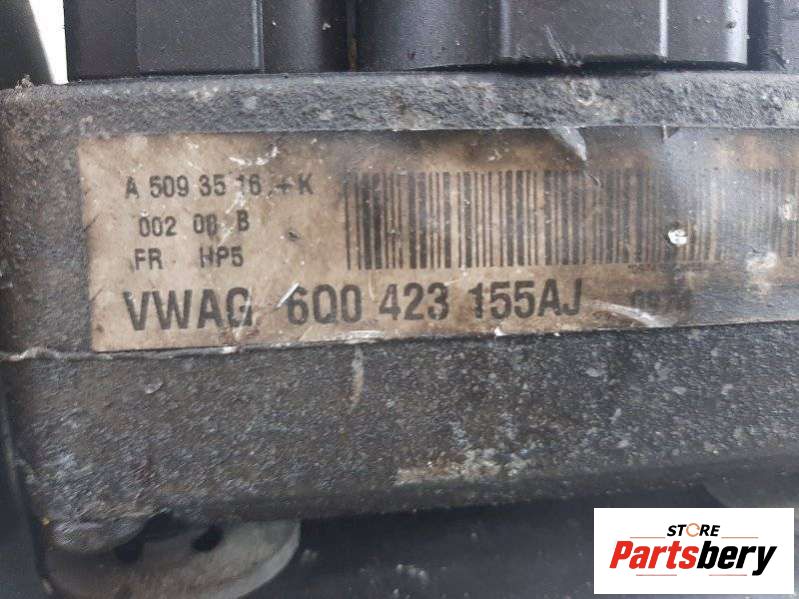 A 509 35 16 + K
002 00 B
FR HP5
VWAG 6Q0 423 155AJ
STORE
Partsbery